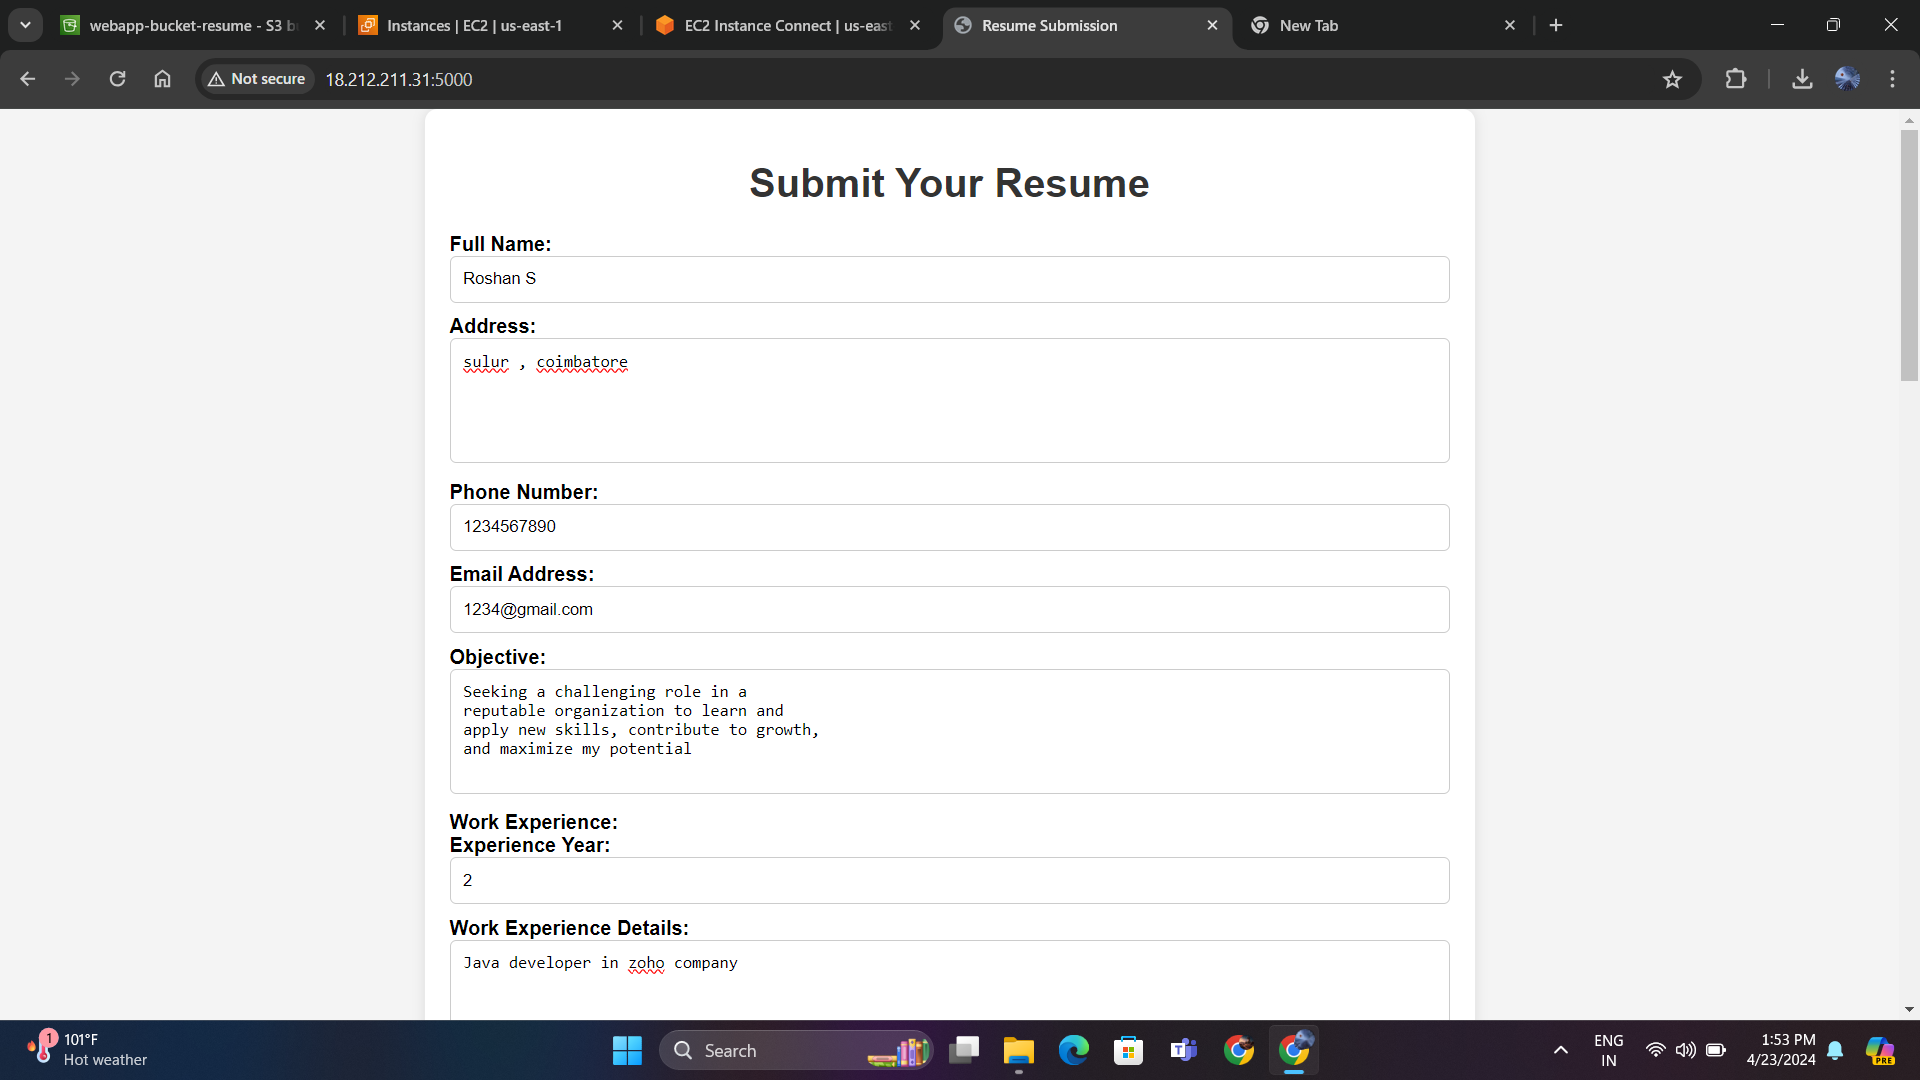 webapp-bucket-resume - S3 b
Instances | EC2 | us-east-1
EC2 Instance Connect | us-east
Resume Submission
New Tab
Not secure
18.212.211.31:5000
Submit Your Resume
Full Name:
Roshan S
Address:
sulur , coimbatore
Phone Number:
1234567890
Email Address:
1234@gmail.com
Objective:
Seeking a challenging role in a
reputable organization to learn and
apply new skills, contribute to growth,
and maximize my potential
Work Experience:
Experience Year:
2
Work Experience Details:
Java developer in zoho company
1
101°F
Hot weather
Search
ENG
IN
1:53 PM
4/23/2024
PRE